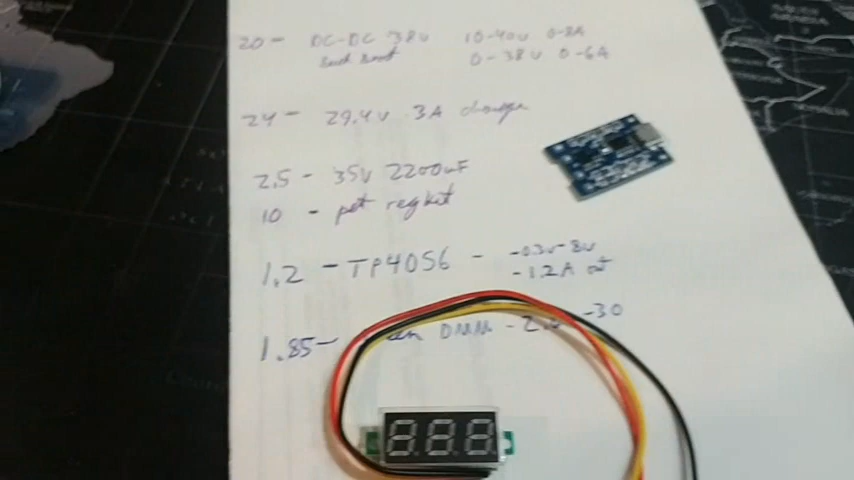 20 - DC-DC 38V 10-40V 0-8A
Buck Boost 0-38V 0-6A
24 - 29.4V 3A charger
2.5 - 35V 2200uF
10 - pot reg kit
1.2 - TP4056 - -0.3V-8V
- 1.2A out
1.85 - DMM - -30